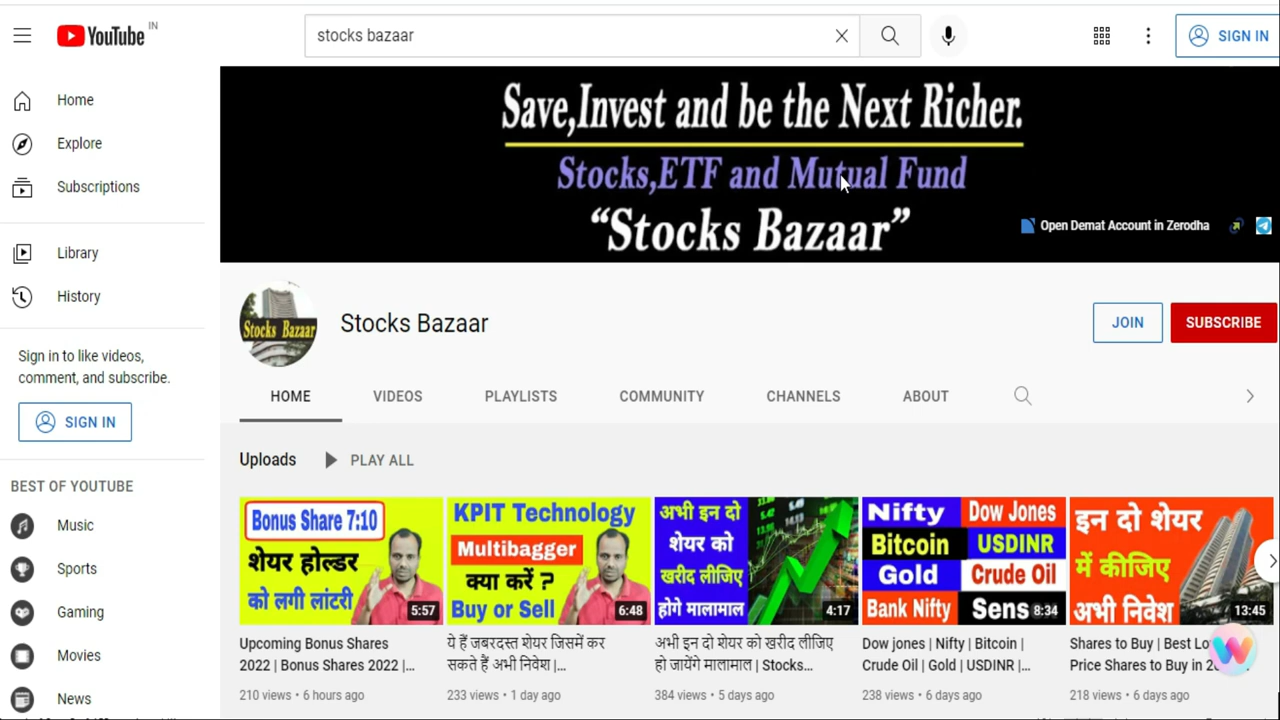 YouTube IN
stocks bazaar
SIGN IN
Home
Explore
Subscriptions
Library
History
Sign in to like videos,
comment, and subscribe.
SIGN IN
BEST OF YOUTUBE
Music
Sports
Gaming
Movies
News
Save,Invest and be the Next Richer.
Stocks,ETF and Mutual Fund
“Stocks Bazaar”
Open Demat Account in Zerodha
Stocks Bazaar
Stocks Bazaar
JOIN
SUBSCRIBE
HOME
VIDEOS
PLAYLISTS
COMMUNITY
CHANNELS
ABOUT
Uploads
PLAY ALL
Bonus Share 7:10
शेयर होल्डर
को लगी लांटरी
5:57
Upcoming Bonus Shares
2022 | Bonus Shares 2022 |...
210 views • 6 hours ago
KPIT Technology
Multibagger
क्या करें ?
Buy or Sell
6:48
ये हैं जबरदस्त शेयर जिसमें कर
सकते हैं अभी निवेश |...
233 views • 1 day ago
अभी इन दो
शेयर को
खरीद लीजिए
होगे मालामाल
4:17
अभी इन दो शेयर को खरीद लीजिए
हो जायेंगे मालामाल | Stocks...
384 views • 5 days ago
Nifty
Dow Jones
Bitcoin
USDINR
Gold
Crude Oil
Bank Nifty
Sens
8:34
Dow jones | Nifty | Bitcoin |
Crude Oil | Gold | USDINR |...
238 views • 6 days ago
इन दो शेयर
में कीजिए
अभी निवेश
13:45
Shares to Buy | Best Lo
Price Shares to Buy in 2
218 views • 6 days ago